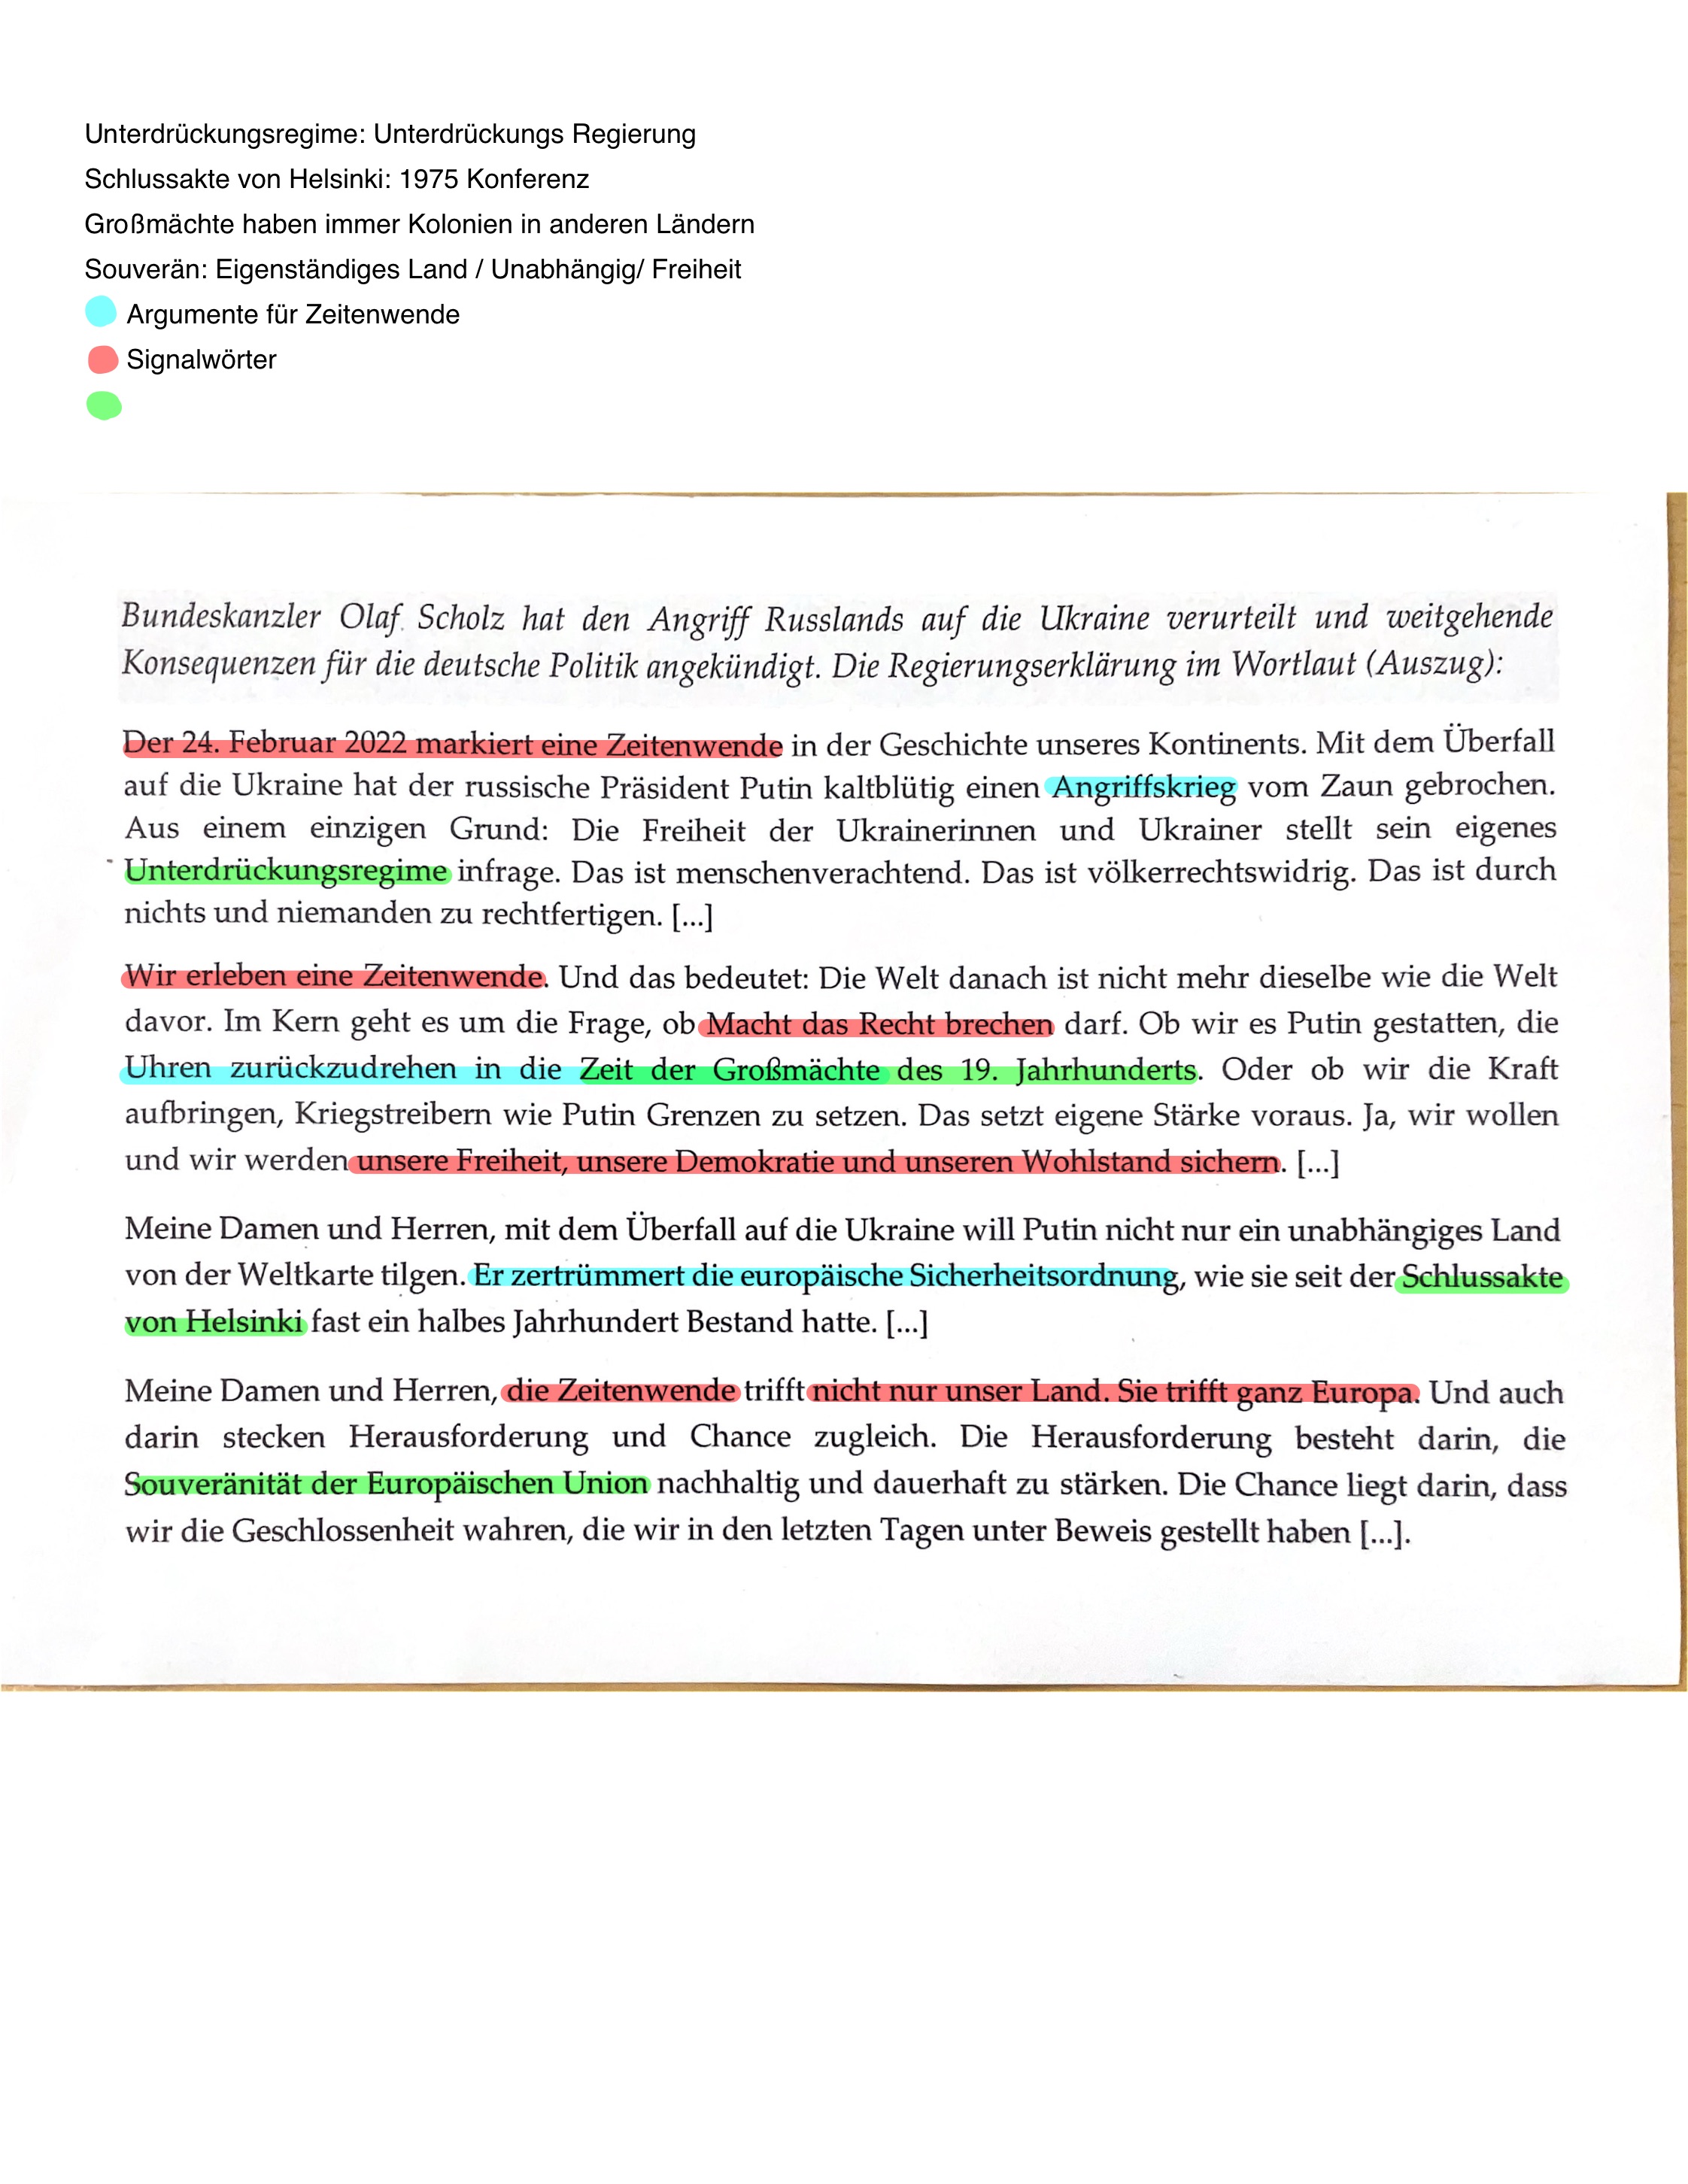 Unterdrückungsregime: Unterdrückungs Regierung
Schlussakte von Helsinki: 1975 Konferenz
Großmächte haben immer Kolonien in anderen Ländern
Souverän: Eigenständiges Land / Unabhängig/ Freiheit
Argumente für Zeitenwende
Signalwörter
Bundeskanzler Olaf Scholz hat den Angriff Russlands auf die Ukraine verurteilt und weitgehende
Konsequenzen für die deutsche Politik angekündigt. Die Regierungserklärung im Wortlaut (Auszug):
Der 24. Februar 2022 markiert eine Zeitenwende in der Geschichte unseres Kontinents. Mit dem Überfall
auf die Ukraine hat der russische Präsident Putin kaltblütig einen Angriffskrieg vom Zaun gebrochen.
Aus einem einzigen Grund: Die Freiheit der Ukrainerinnen und Ukrainer stellt sein eigenes
Unterdrückungsregime infrage. Das ist menschenverachtend. Das ist völkerrechtswidrig. Das ist durch
nichts und niemanden zu rechtfertigen. [...]
Wir erleben eine Zeitenwende. Und das bedeutet: Die Welt danach ist nicht mehr dieselbe wie die Welt
davor. Im Kern geht es um die Frage, ob Macht das Recht brechen darf. Ob wir es Putin gestatten, die
Uhren zurückzudrehen in die Zeit der Großmächte des 19. Jahrhunderts. Oder ob wir die Kraft
aufbringen, Kriegstreibern wie Putin Grenzen zu setzen. Das setzt eigene Stärke voraus. Ja, wir wollen
und wir werden unsere Freiheit, unsere Demokratie und unseren Wohlstand sichern. [...]
Meine Damen und Herren, mit dem Überfall auf die Ukraine will Putin nicht nur ein unabhängiges Land
von der Weltkarte tilgen. Er zertrümmert die europäische Sicherheitsordnung, wie sie seit der Schlussakte
von Helsinki fast ein halbes Jahrhundert Bestand hatte. [...]
Meine Damen und Herren, die Zeitenwende trifft nicht nur unser Land. Sie trifft ganz Europa. Und auch
darin stecken Herausforderung und Chance zugleich. Die Herausforderung besteht darin, die
Souveränität der Europäischen Union nachhaltig und dauerhaft zu stärken. Die Chance liegt darin, dass
wir die Geschlossenheit wahren, die wir in den letzten Tagen unter Beweis gestellt haben [...].